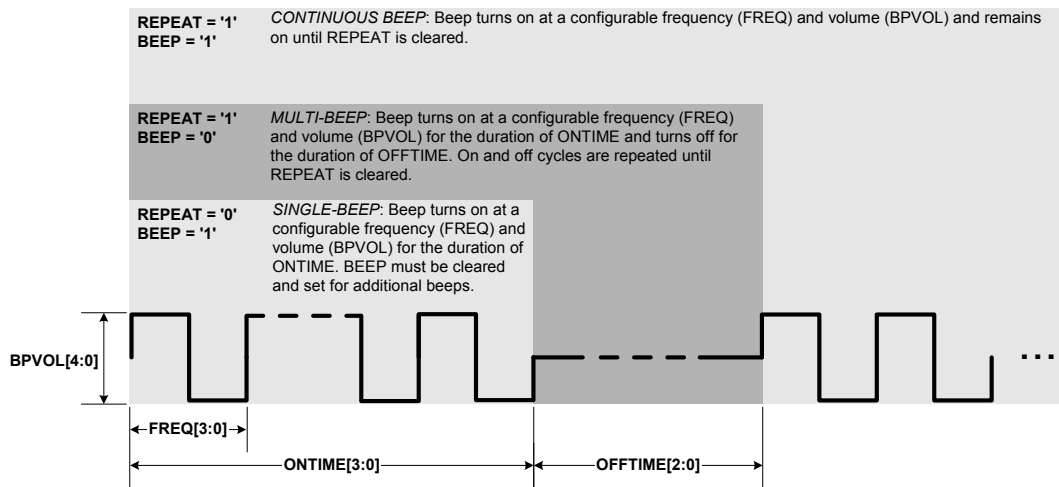 REPEAT = '1'
BEEP = '1'
CONTINUOUS BEEP: Beep turns on at a configurable frequency (FREQ) and volume (BPVOL) and remains
on until REPEAT is cleared.
REPEAT = '1'
BEEP = '0'
MULTI-BEEP: Beep turns on at a configurable frequency (FREQ)
and volume (BPVOL) for the duration of ONTIME and turns off for
the duration of OFFTIME. On and off cycles are repeated until
REPEAT is cleared.
REPEAT = '0'
BEEP = '1'
SINGLE-BEEP: Beep turns on at a
configurable frequency (FREQ) and
volume (BPVOL) for the duration of
ONTIME. BEEP must be cleared
and set for additional beeps.
BPVOL[4:0]
...
FREQ[3:0]
ONTIME[3:0]
OFFTIME[2:0]